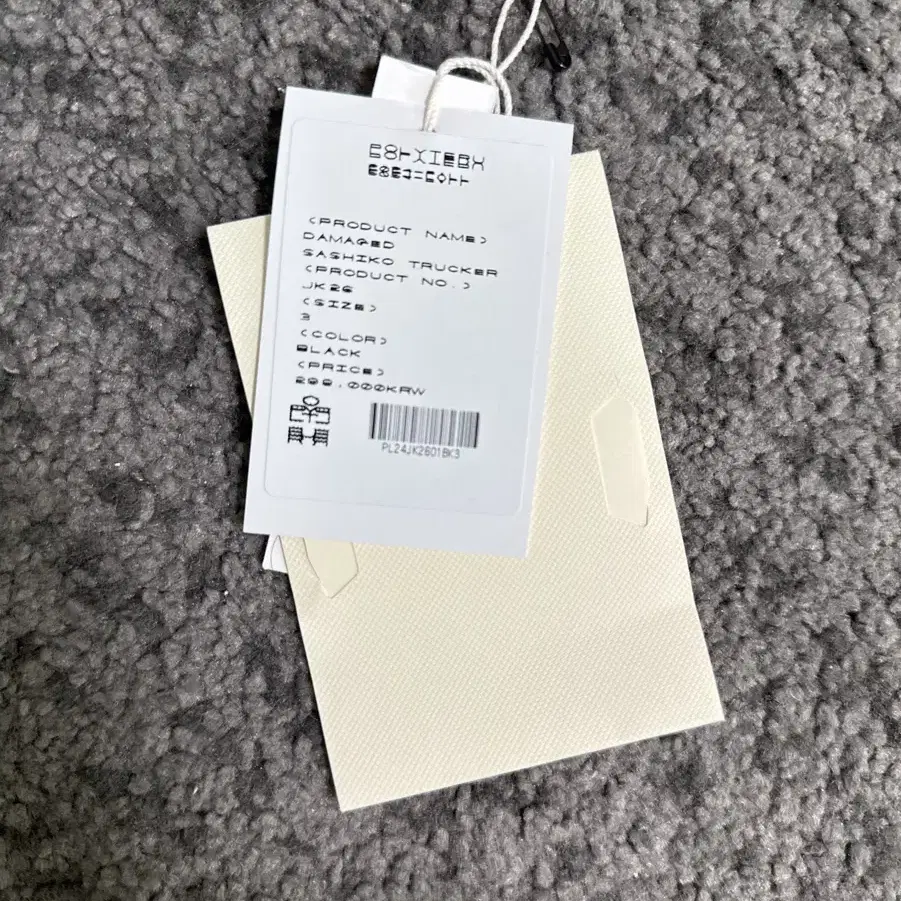 <PRODUCT NAME>
DAMAGED
SASHIKO TRUCKER
<PRODUCT NO.>
JK26
<SIZE>
3
<COLOR>
BLACK
<PRICE>
PL24JK2601BK3